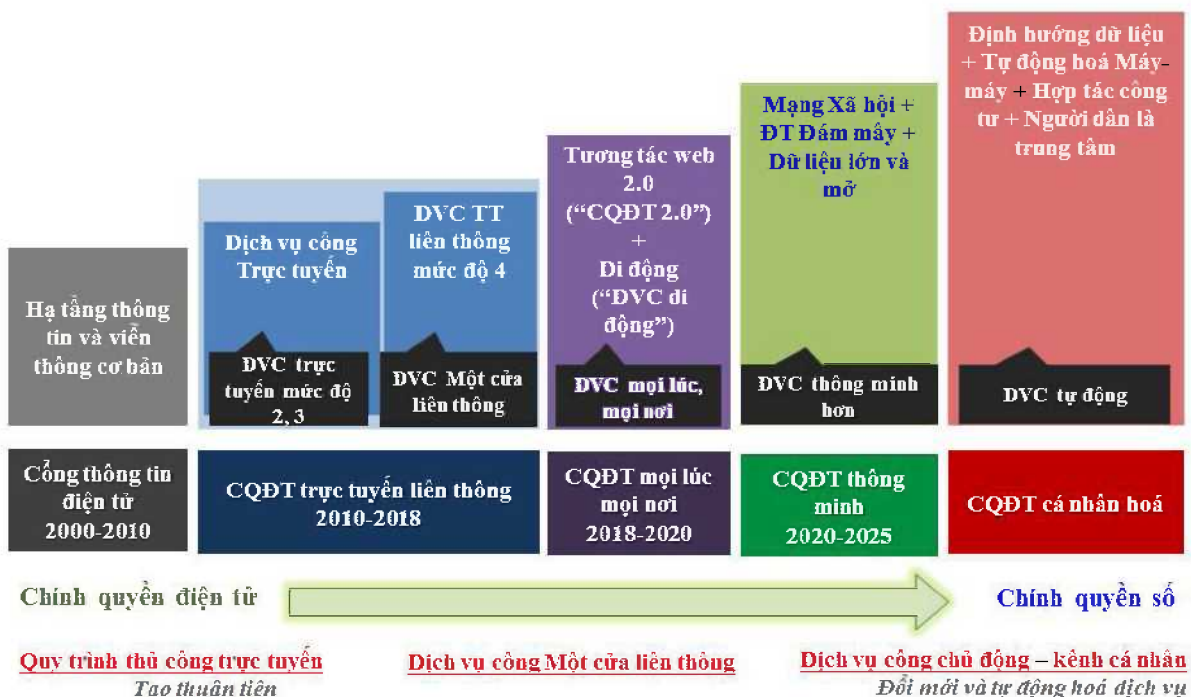 Hạ tầng thông
tin và viễn
thông cơ bản
Dịch vụ công
Trực tuyến
ĐVC trực
tuyến mức độ
2, 3
DVC TT
liên thông
mức độ 4
ĐVC Một cửa
liên thông
Tương tác web
2.0
(“CQĐT 2.0”)
+
Di động
(“ĐVC di
động”)
ĐVC mọi lúc,
mọi nơi
Mạng Xã hội +
ĐT Đám mây +
Dữ liệu lớn và
mở
ĐVC thông minh
hơn
Định hướng dữ liệu
+ Tự động hoá Máy-
máy + Hợp tác công
tư + Người dân là
trung tâm
DVC tự động
Cổng thông tin
điện tử
2000-2010
CQĐT trực tuyến liên thông
2010-2018
CQĐT mọi lúc
mọi nơi
2018-2020
CQĐT thông
minh
2020-2025
CQĐT cá nhân hoá
Chính quyền điện tử
Chính quyền số
Quy trình thủ công trực tuyến
Tạo thuận tiện
Dịch vụ công Một cửa liên thông
Dịch vụ công chủ động – kênh cá nhân
Đổi mới và tự động hoá dịch vụ